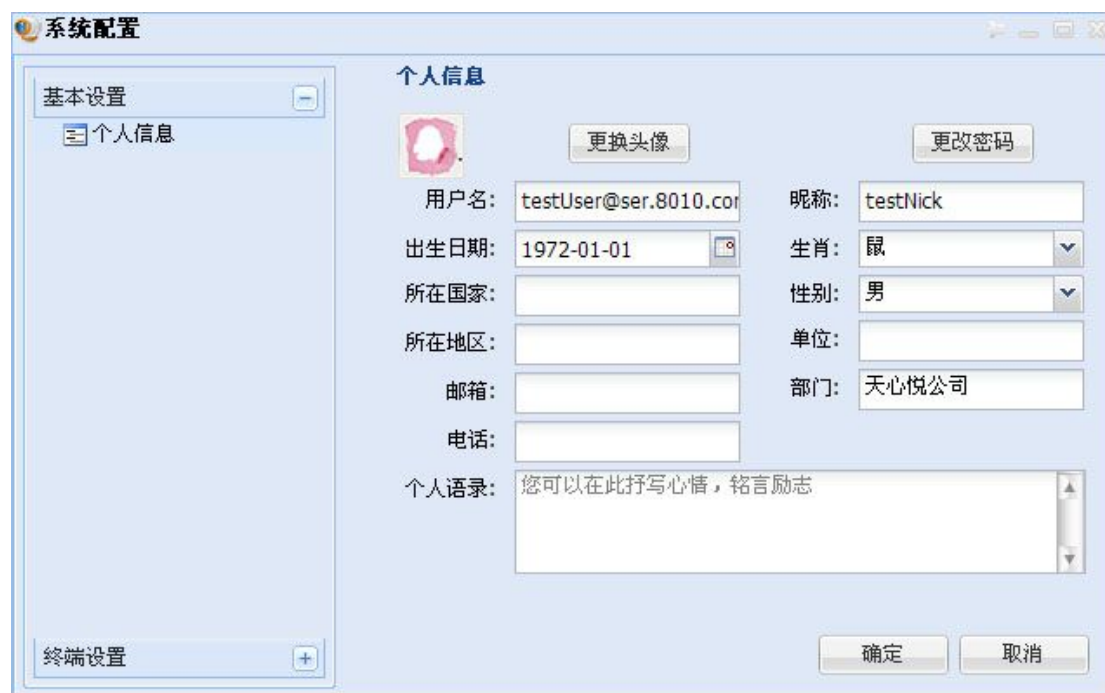 系统配置
基本设置
个人信息
个人信息
更换头像 更改密码
用户名: testUser@ser.8010.cor 昵称: testNick
出生日期: 1972-01-01 生肖: 鼠
所在国家: 性别: 男
所在地区: 单位:
邮箱: 部门: 天心悦公司
电话:
个人语录: 您可以在此抒写心情，铭言励志
终端设置
确定 取消